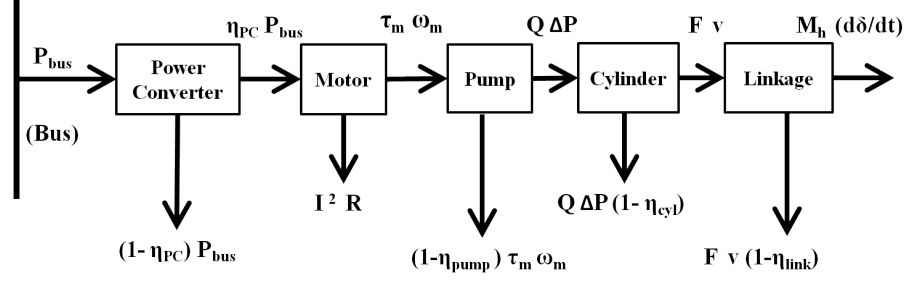 P_bus
(Bus)
Power
Converter
η_PC P_bus
Motor
τ_m ω_m
Pump
Q ΔP
Cylinder
F v
Linkage
M_h (dδ/dt)
(1- η_PC) P_bus
I² R
(1-η_pump) τ_m ω_m
Q ΔP (1- η_cyl)
F v (1-η_link)